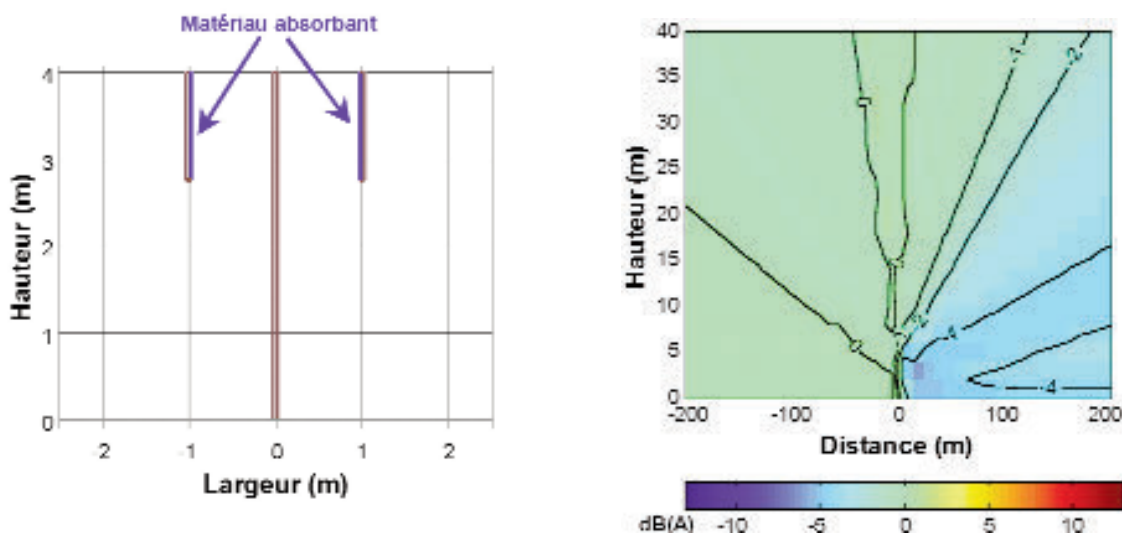 Matériau absorbant
Hauteur (m)
4
3
2
1
0
-2 -1 0 1 2
Largeur (m)
Hauteur (m)
40
35
30
25
20
15
10
5
0
-1
-2
0
-4
-4
-200 -100 0 100 200
Distance (m)
dB(A) -10 -5 0 5 10